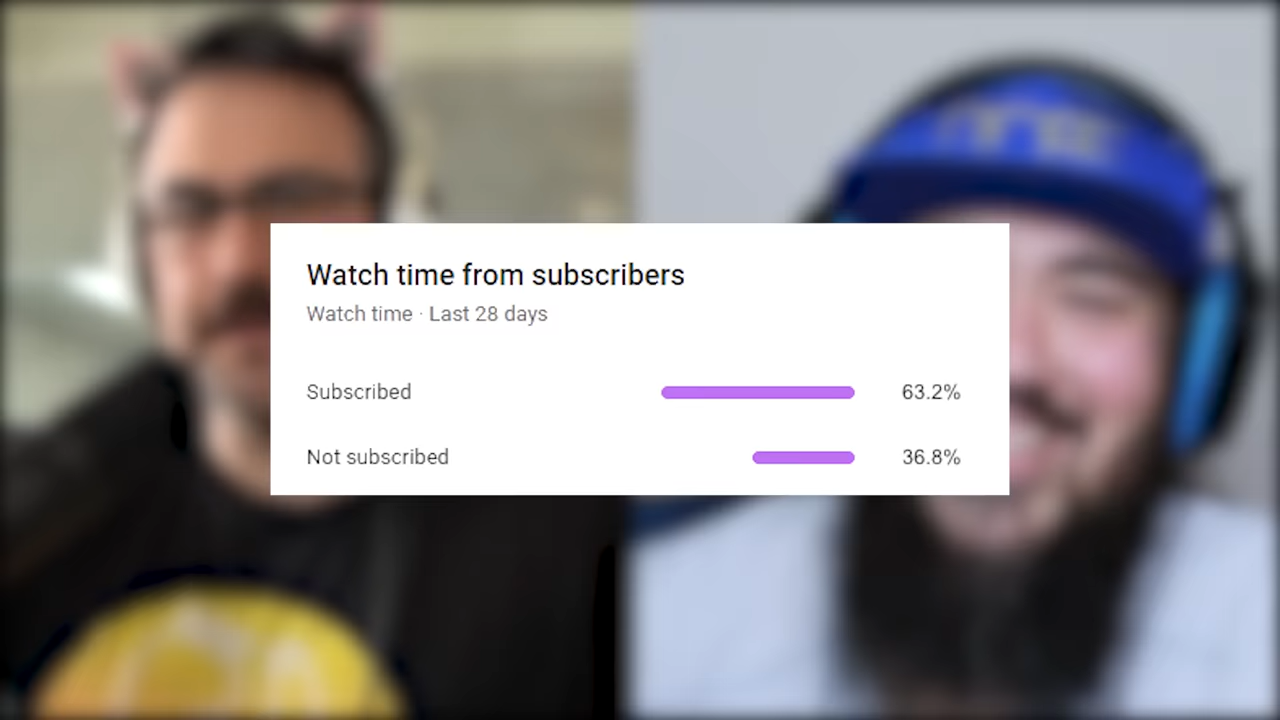 Watch time from subscribers
Watch time · Last 28 days
Subscribed 63.2%
Not subscribed 36.8%